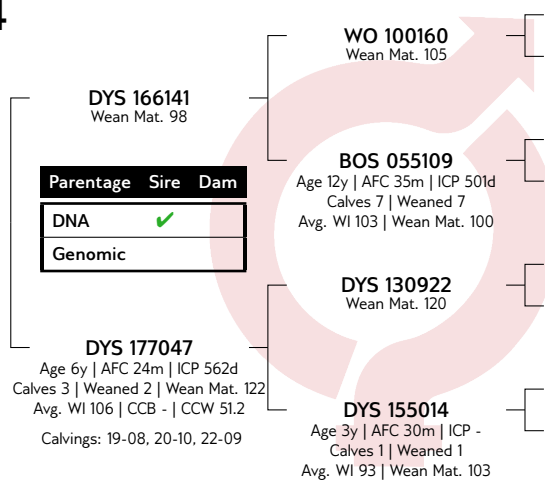 4
WO 100160
Wean Mat. 105
DYS 166141
Wean Mat. 98
BOS 055109
Age 12y | AFC 35m | ICP 501d
Calves 7 | Weaned 7
Avg. WI 103 | Wean Mat. 100
Parentage Sire Dam
DNA ✔
Genomic
DYS 130922
Wean Mat. 120
DYS 177047
Age 6y | AFC 24m | ICP 562d
Calves 3 | Weaned 2 | Wean Mat. 122
Avg. WI 106 | CCB - | CCW 51.2
Calvings: 19-08, 20-10, 22-09
DYS 155014
Age 3y | AFC 30m | ICP -
Calves 1 | Weaned 1
Avg. WI 93 | Wean Mat. 103